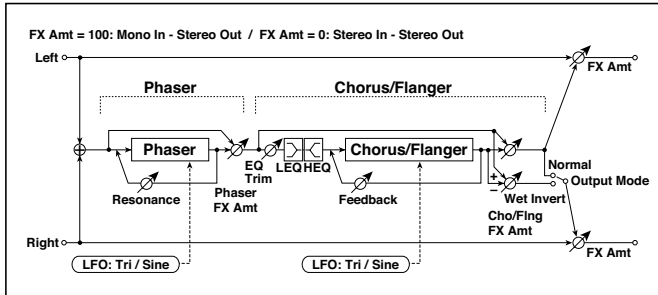 FX Amt = 100: Mono In - Stereo Out / FX Amt = 0: Stereo In - Stereo Out
Left
FX Amt
Phaser
Chorus/Flanger
Phaser
EQ
Trim
LEQ
HEQ
Chorus/Flanger
Normal
Output Mode
Resonance
Phaser
FX Amt
Feedback
+
−
Wet Invert
Cho/Flng
FX Amt
Right
FX Amt
LFO: Tri / Sine
LFO: Tri / Sine